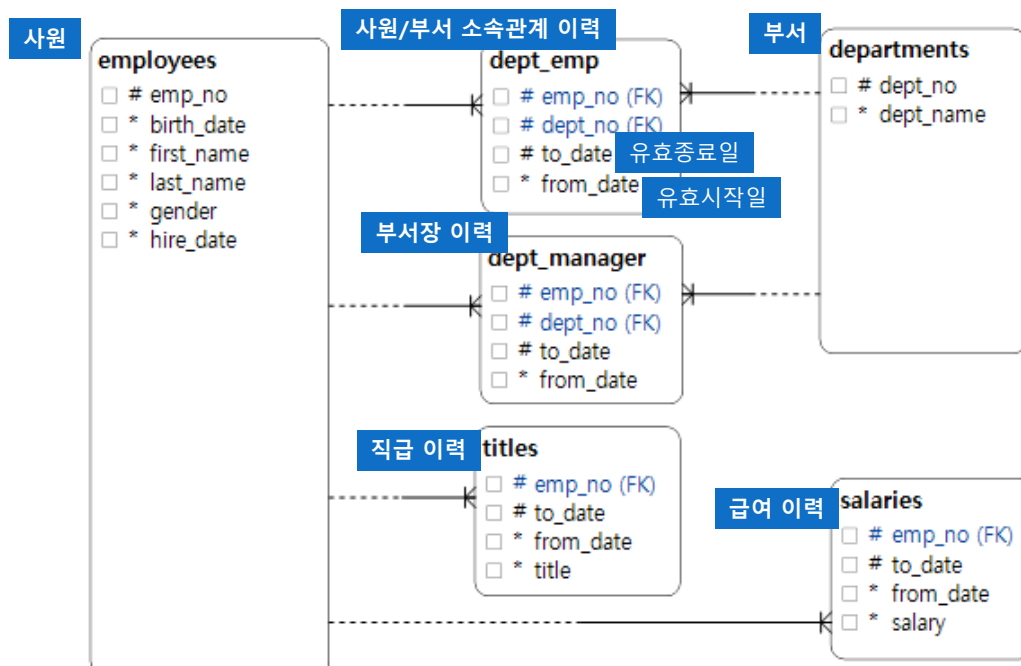 사원
employees
# emp_no
* birth_date
* first_name
* last_name
* gender
* hire_date
사원/부서 소속관계 이력
dept_emp
# emp_no (FK)
# dept_no (FK)
# to_date
유효종료일
* from_date
유효시작일
부서
departments
# dept_no
* dept_name
부서장 이력
dept_manager
# emp_no (FK)
# dept_no (FK)
# to_date
* from_date
직급 이력
titles
# emp_no (FK)
# to_date
* from_date
* title
급여 이력
salaries
# emp_no (FK)
# to_date
* from_date
* salary